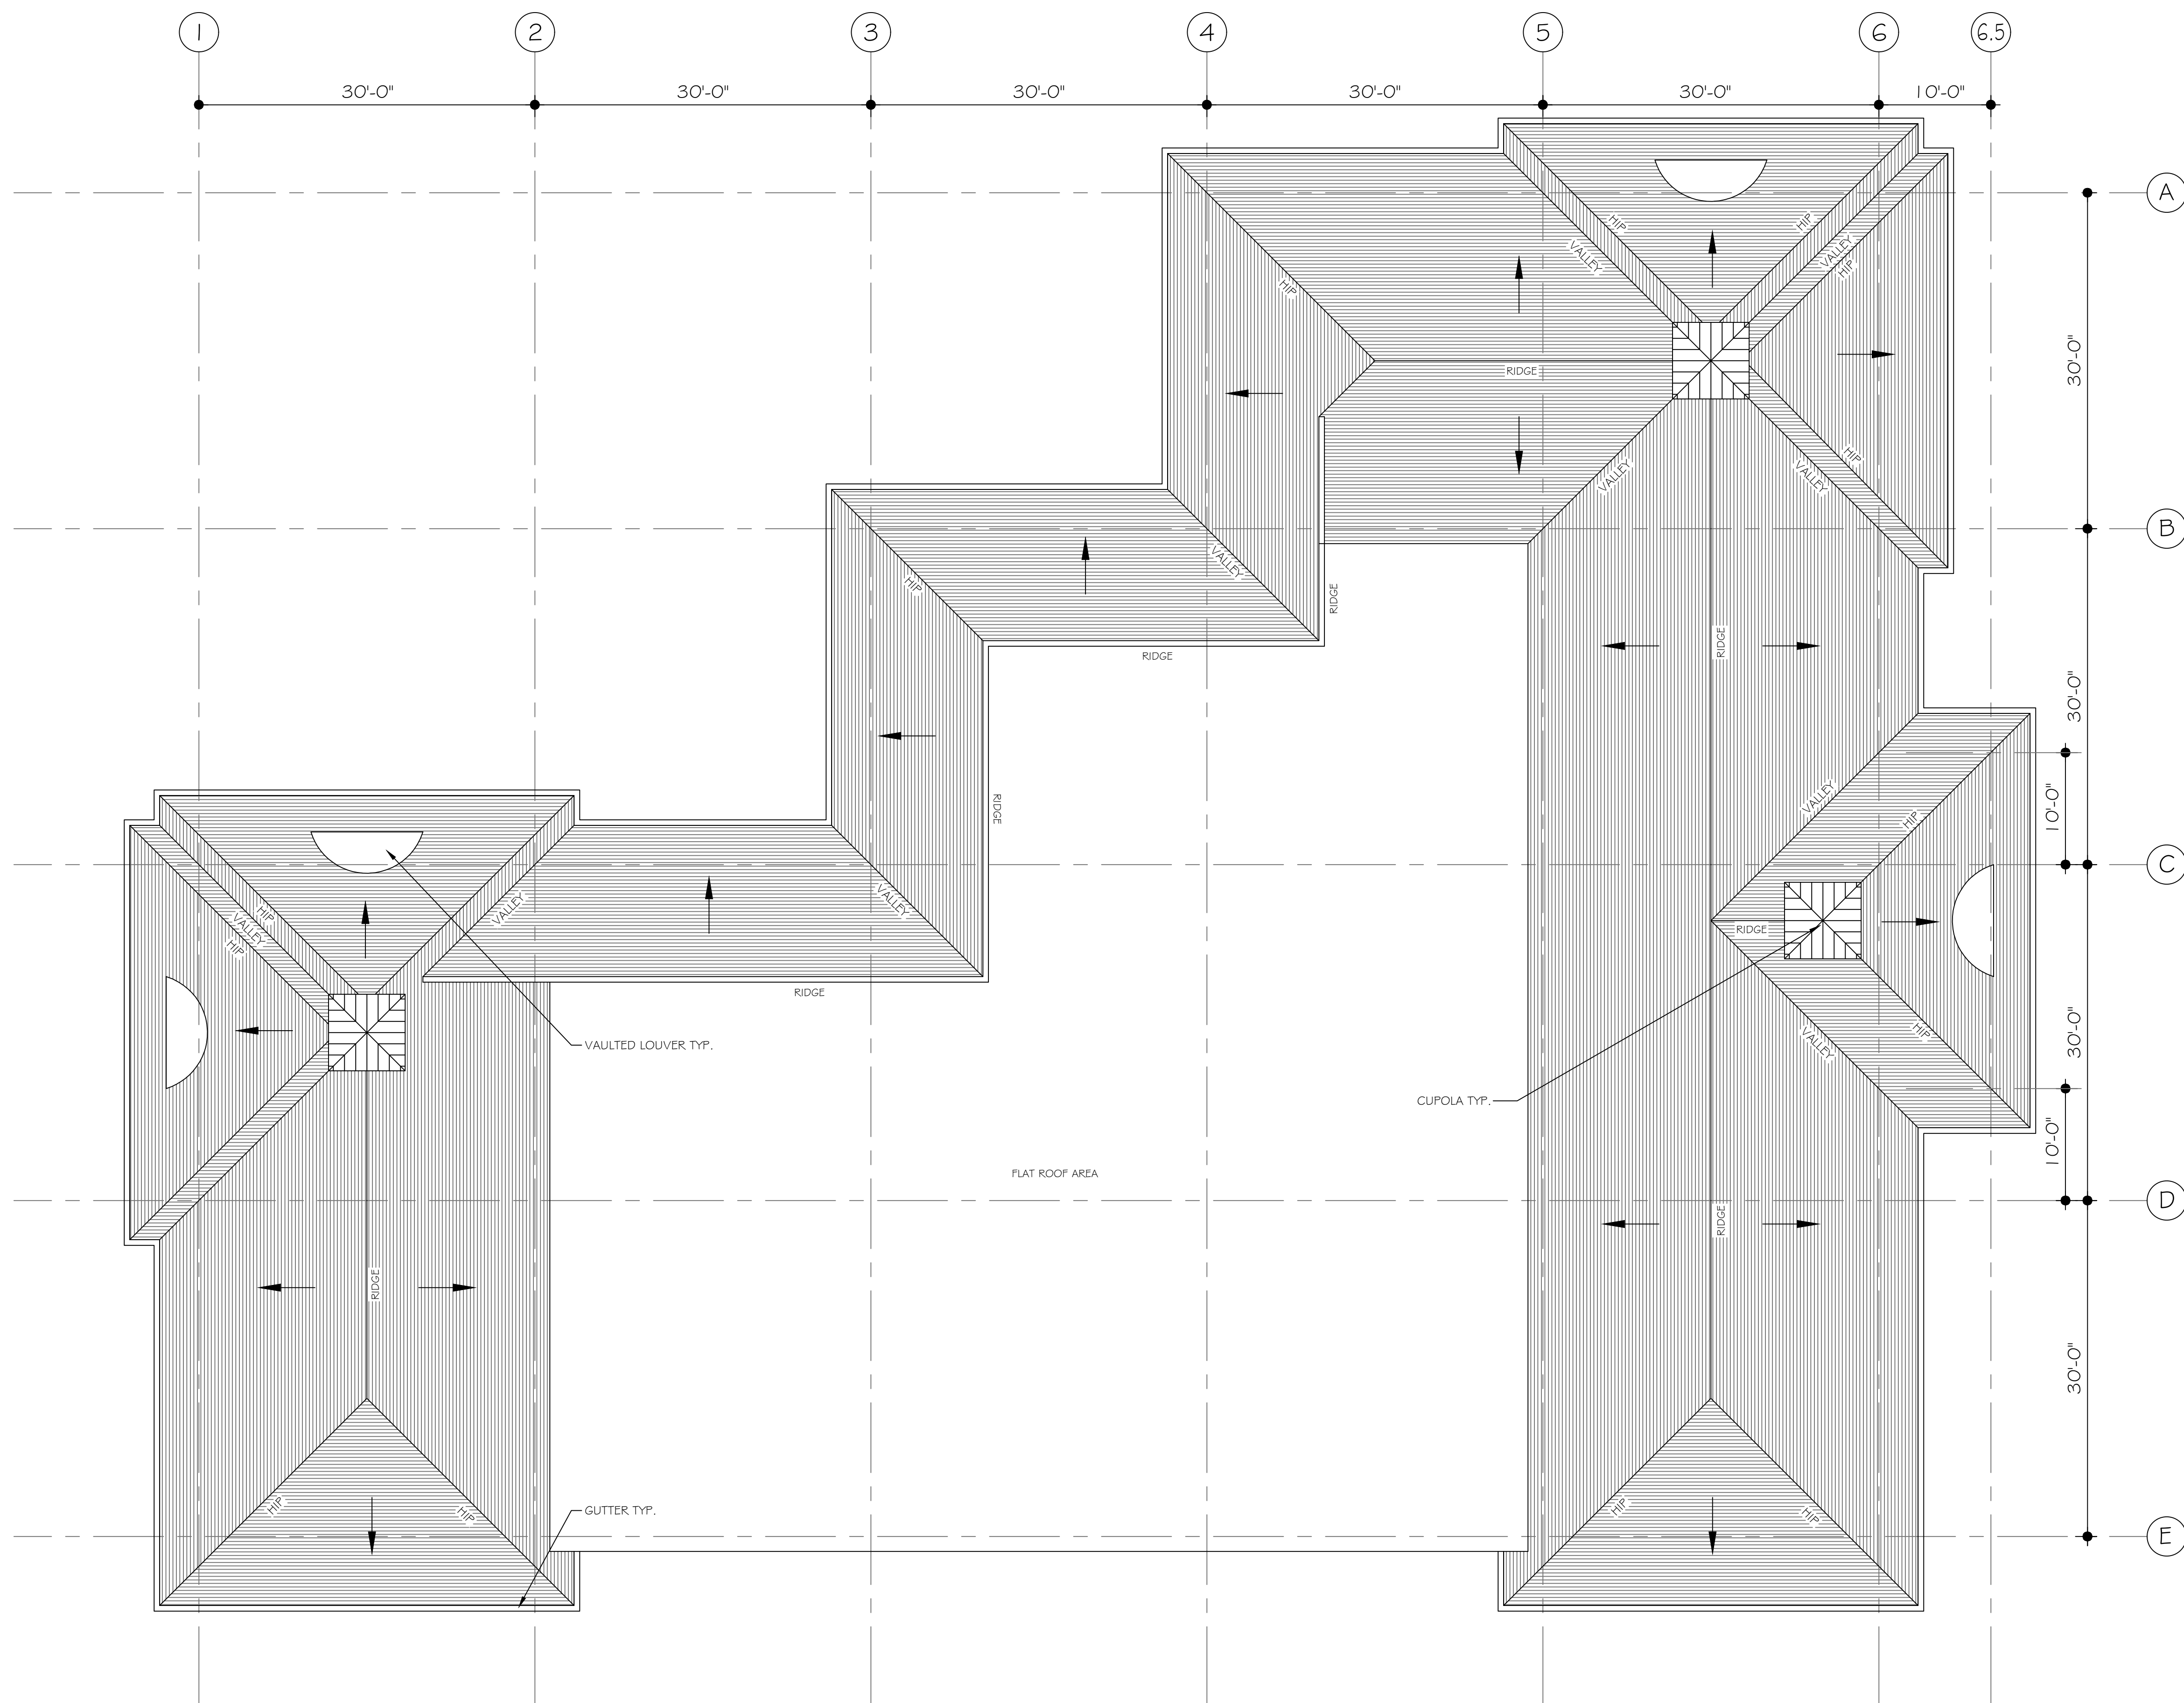 1 2 3 4 5 6 6.5
30'-0" 30'-0" 30'-0" 30'-0" 30'-0" 10'-0"
A
HIP HIP
VALLEY VALLEY
HIP
HIP
30'-0"
RIDGE
HIP
VALLEY VALLEY
B
VALLEY
HIP
RIDGE
RIDGE
RIDGE
30'-0"
VALLEY
RIDGE
10'-0"
HIP
C
VALLEY
VALLEY
HIP
VALLEY
HIP
RIDGE
RIDGE
HIP
VALLEY
30'-0"
VAULTED LOUVER TYP.
CUPOLA TYP.
10'-0"
FLAT ROOF AREA
D
RIDGE
RIDGE
30'-0"
HIP HIP
HIP HIP
GUTTER TYP.
E